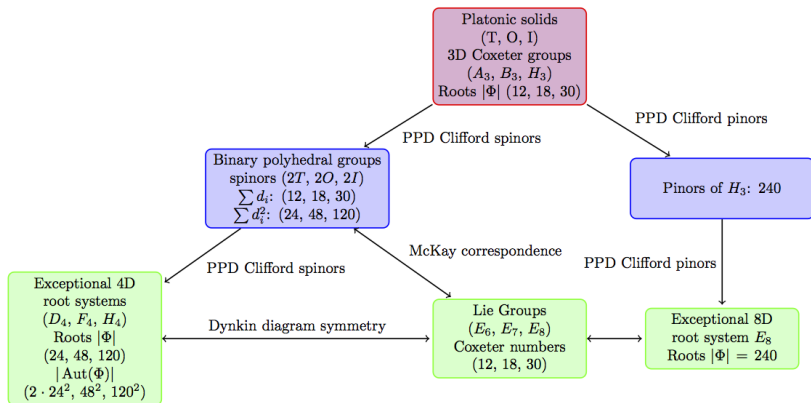 Platonic solids
(T, O, I)
3D Coxeter groups
(A₃, B₃, H₃)
Roots |Φ| (12, 18, 30)
PPD Clifford spinors
PPD Clifford pinors
Binary polyhedral groups
spinors (2T, 2O, 2I)
∑ dᵢ: (12, 18, 30)
∑ dᵢ²: (24, 48, 120)
Pinors of H₃: 240
PPD Clifford spinors
McKay correspondence
PPD Clifford pinors
Exceptional 4D
root systems
(D₄, F₄, H₄)
Roots |Φ|
(24, 48, 120)
| Aut(Φ)|
(2 · 24², 48², 120²)
Dynkin diagram symmetry
Lie Groups
(E₆, E₇, E₈)
Coxeter numbers
(12, 18, 30)
Exceptional 8D
root system E₈
Roots |Φ| = 240